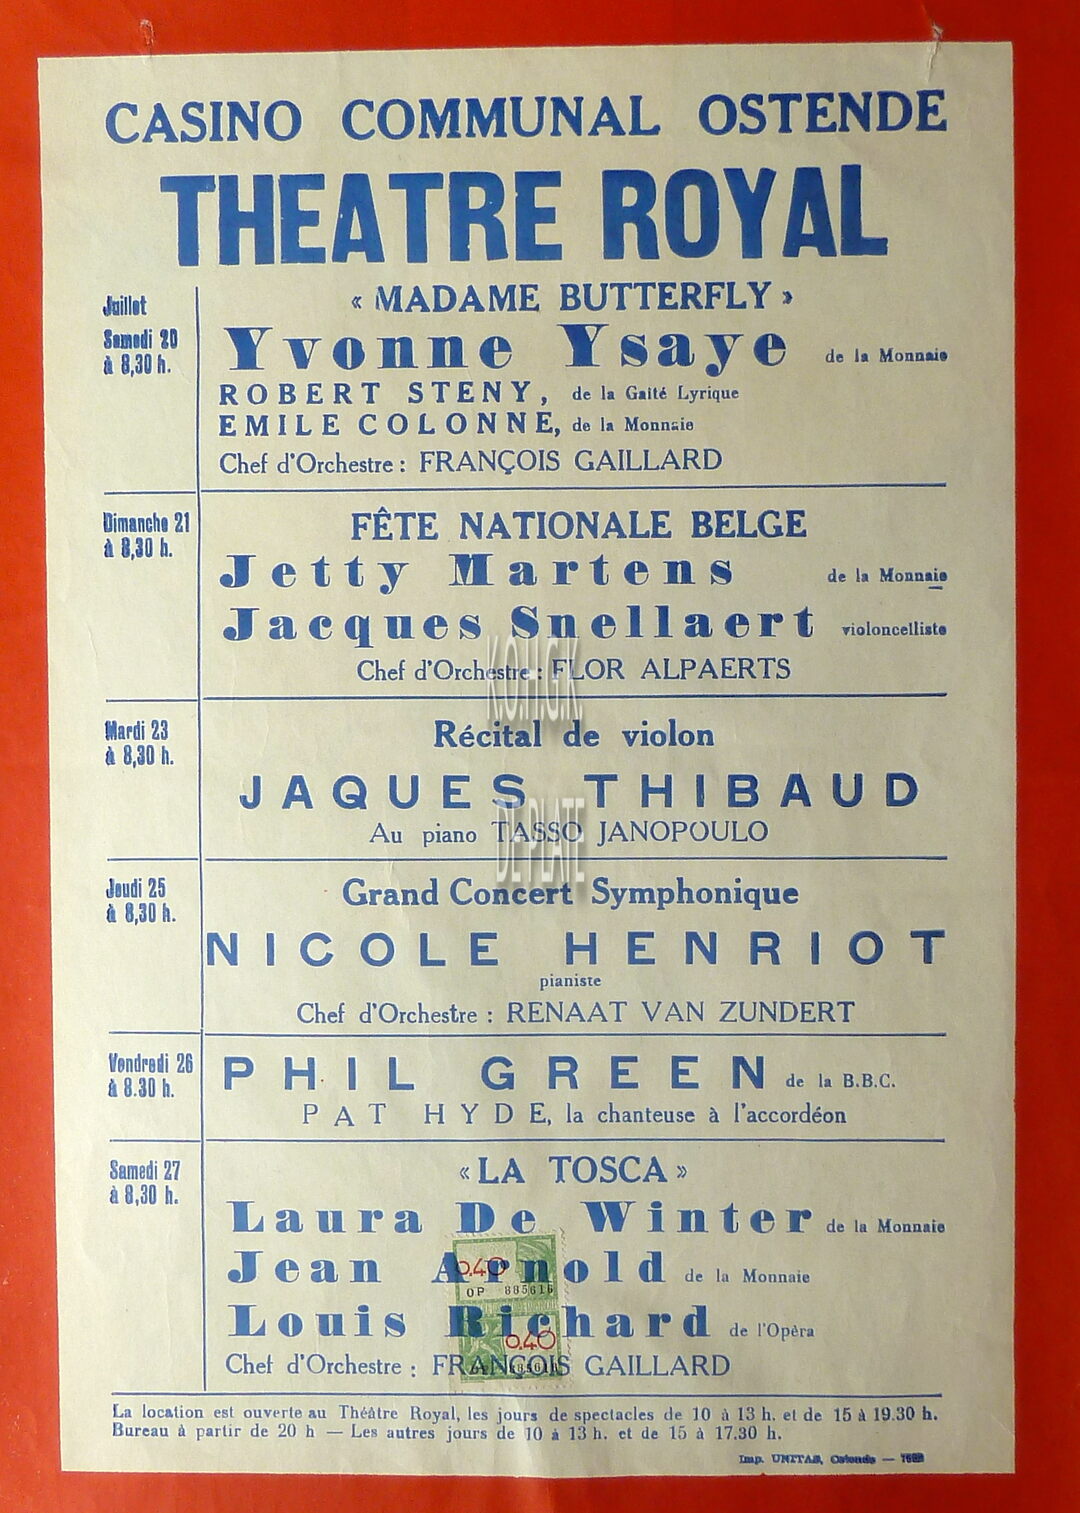 CASINO COMMUNAL OSTENDE
THEATRE ROYAL
Juillet
Samedi 20
à 8,30 h.
« MADAME BUTTERFLY »
Yvonne Ysaye de la Monnaie
ROBERT STENY, de la Gaîté Lyrique
EMILE COLONNE, de la Monnaie
Chef d'Orchestre : FRANÇOIS GAILLARD
Dimanche 21
à 8,30 h.
FÊTE NATIONALE BELGE
Jetty Martens de la Monnaie
Jacques Snellaert violoncelliste
Chef d'Orchestre : FLOR ALPAERTS
K.O.H.G.K.
Mardi 23
à 8,30 h.
Récital de violon
JAQUES THIBAUD
Au piano TASSO JANOPOULO
DE PLATE
Jeudi 25
à 8,30 h.
Grand Concert Symphonique
NICOLE HENRIOT
pianiste
Chef d'Orchestre : RENAAT VAN ZUNDERT
Vendredi 26
à 8.30 h.
PHIL GREEN de la B.B.C.
PAT HYDE, la chanteuse à l'accordéon
Samedi 27
à 8,30 h.
« LA TOSCA »
Laura De Winter de la Monnaie
Jean Arnold de la Monnaie
0.40
OP 885616
Louis Richard de l'Opéra
0.40
Chef d'Orchestre : FRANÇOIS GAILLARD
La location est ouverte au Théâtre Royal, les jours de spectacles de 10 à 13 h. et de 15 à 19.30 h.
Bureau à partir de 20 h — Les autres jours de 10 à 13 h. et de 15 à 17.30 h.
Imp. UNITAS, Ostende —